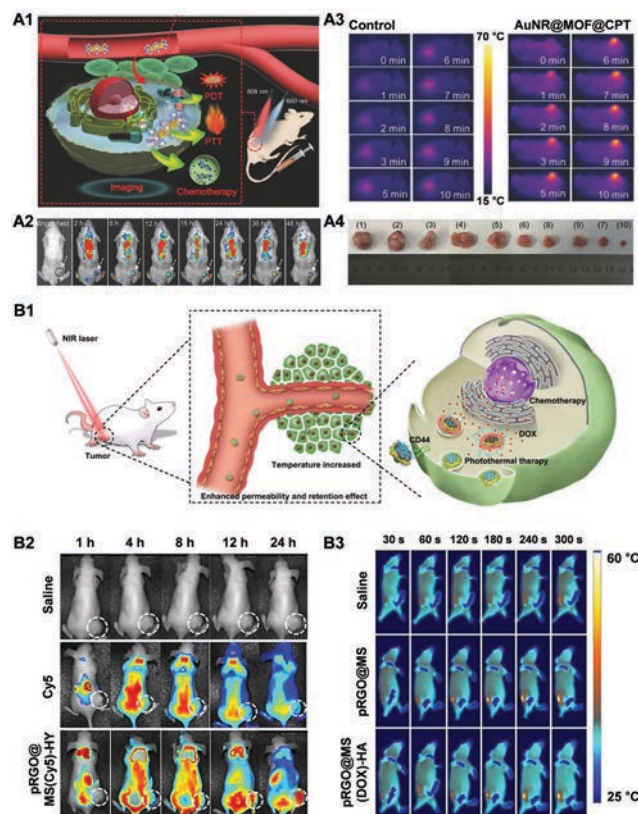 A1
808 nm
660 nm
PDT
PTT
Imaging
Chemotherapy
A3
Control
AuNR@MOF@CPT
70 °C
15 °C
0 min
6 min
0 min
6 min
1 min
7 min
1 min
7 min
2 min
8 min
2 min
8 min
3 min
9 min
3 min
9 min
5 min
10 min
5 min
10 min
A2
2 h
8 h
12 h
18 h
24 h
36 h
48 h
A4
(1) (2) (3) (4) (5) (6) (8) (9) (7) (10)
B1
NIR laser
Tumor
Temperature increased
Enhanced permeability and retention effect
Chemotherapy
DOX
CD44
Photothermal therapy
B2
1 h 4 h 8 h 12 h 24 h
Saline
Cy5
pRGO@
MS(Cy5)-HY
B3
30 s 60 s 120 s 180 s 240 s 300 s
Saline
pRGO@MS
pRGO@MS
(DOX)-HA
60 °C
25 °C